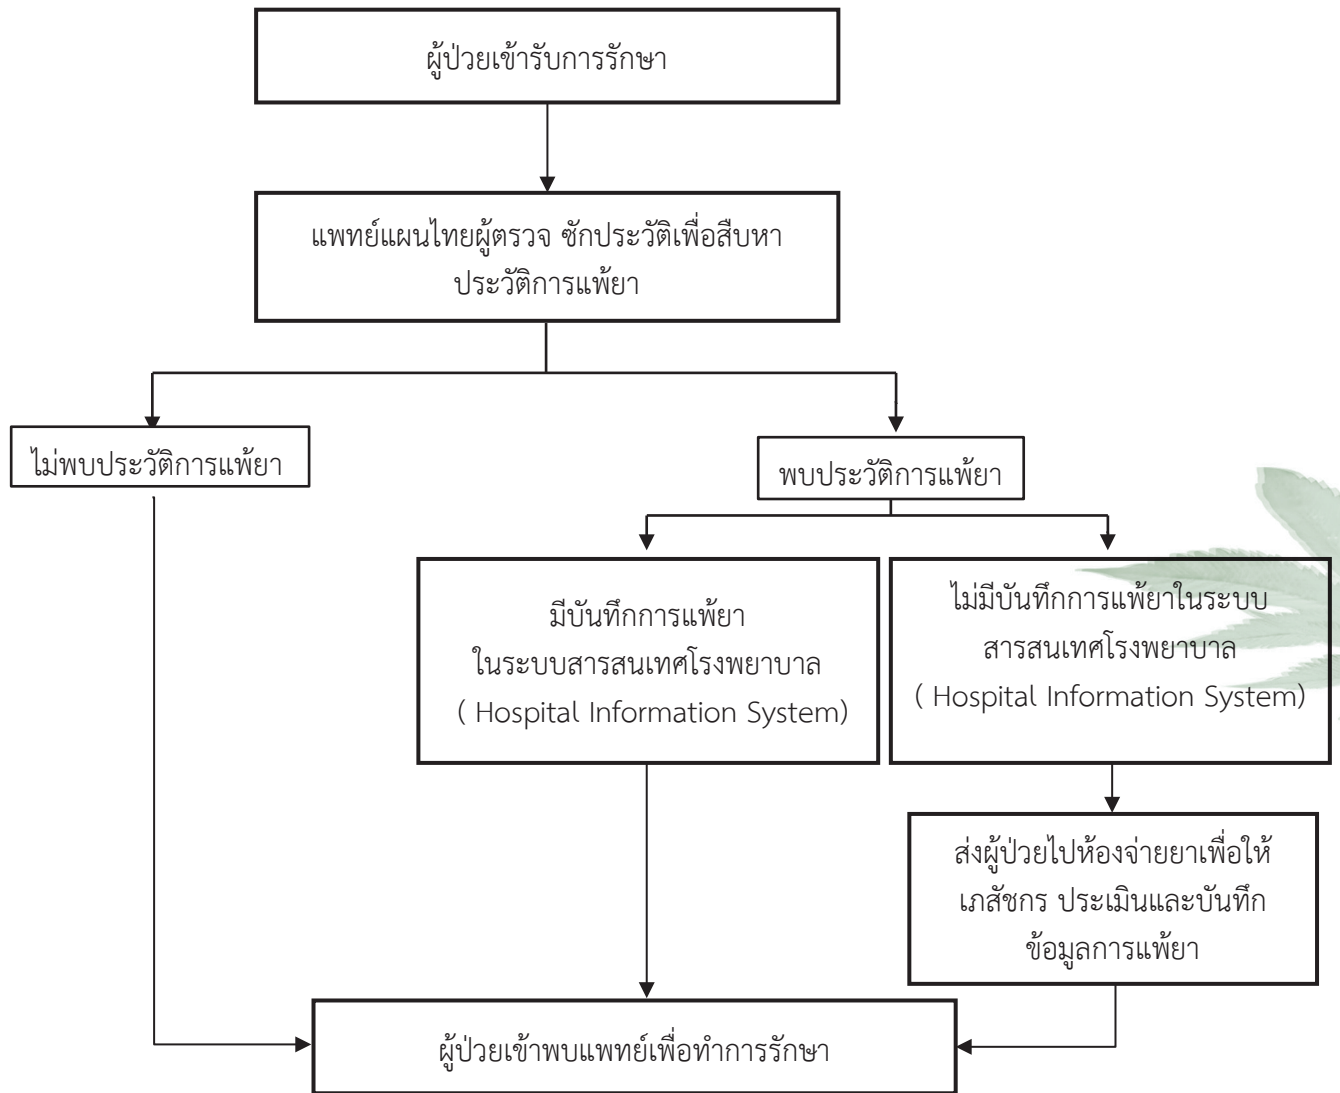 ผู้ป่วยเข้ารับการรักษา
แพทย์แผนไทยผู้ตรวจ ซักประวัติเพื่อสืบหา
ประวัติการแพ้ยา
ไม่พบประวัติการแพ้ยา
พบประวัติการแพ้ยา
มีบันทึกการแพ้ยา
ในระบบสารสนเทศโรงพยาบาล
( Hospital Information System)
ไม่มีบันทึกการแพ้ยาในระบบ
สารสนเทศโรงพยาบาล
( Hospital Information System)
ส่งผู้ป่วยไปห้องจ่ายยาเพื่อให้
เภสัชกร ประเมินและบันทึก
ข้อมูลการแพ้ยา
ผู้ป่วยเข้าพบแพทย์เพื่อทำการรักษา